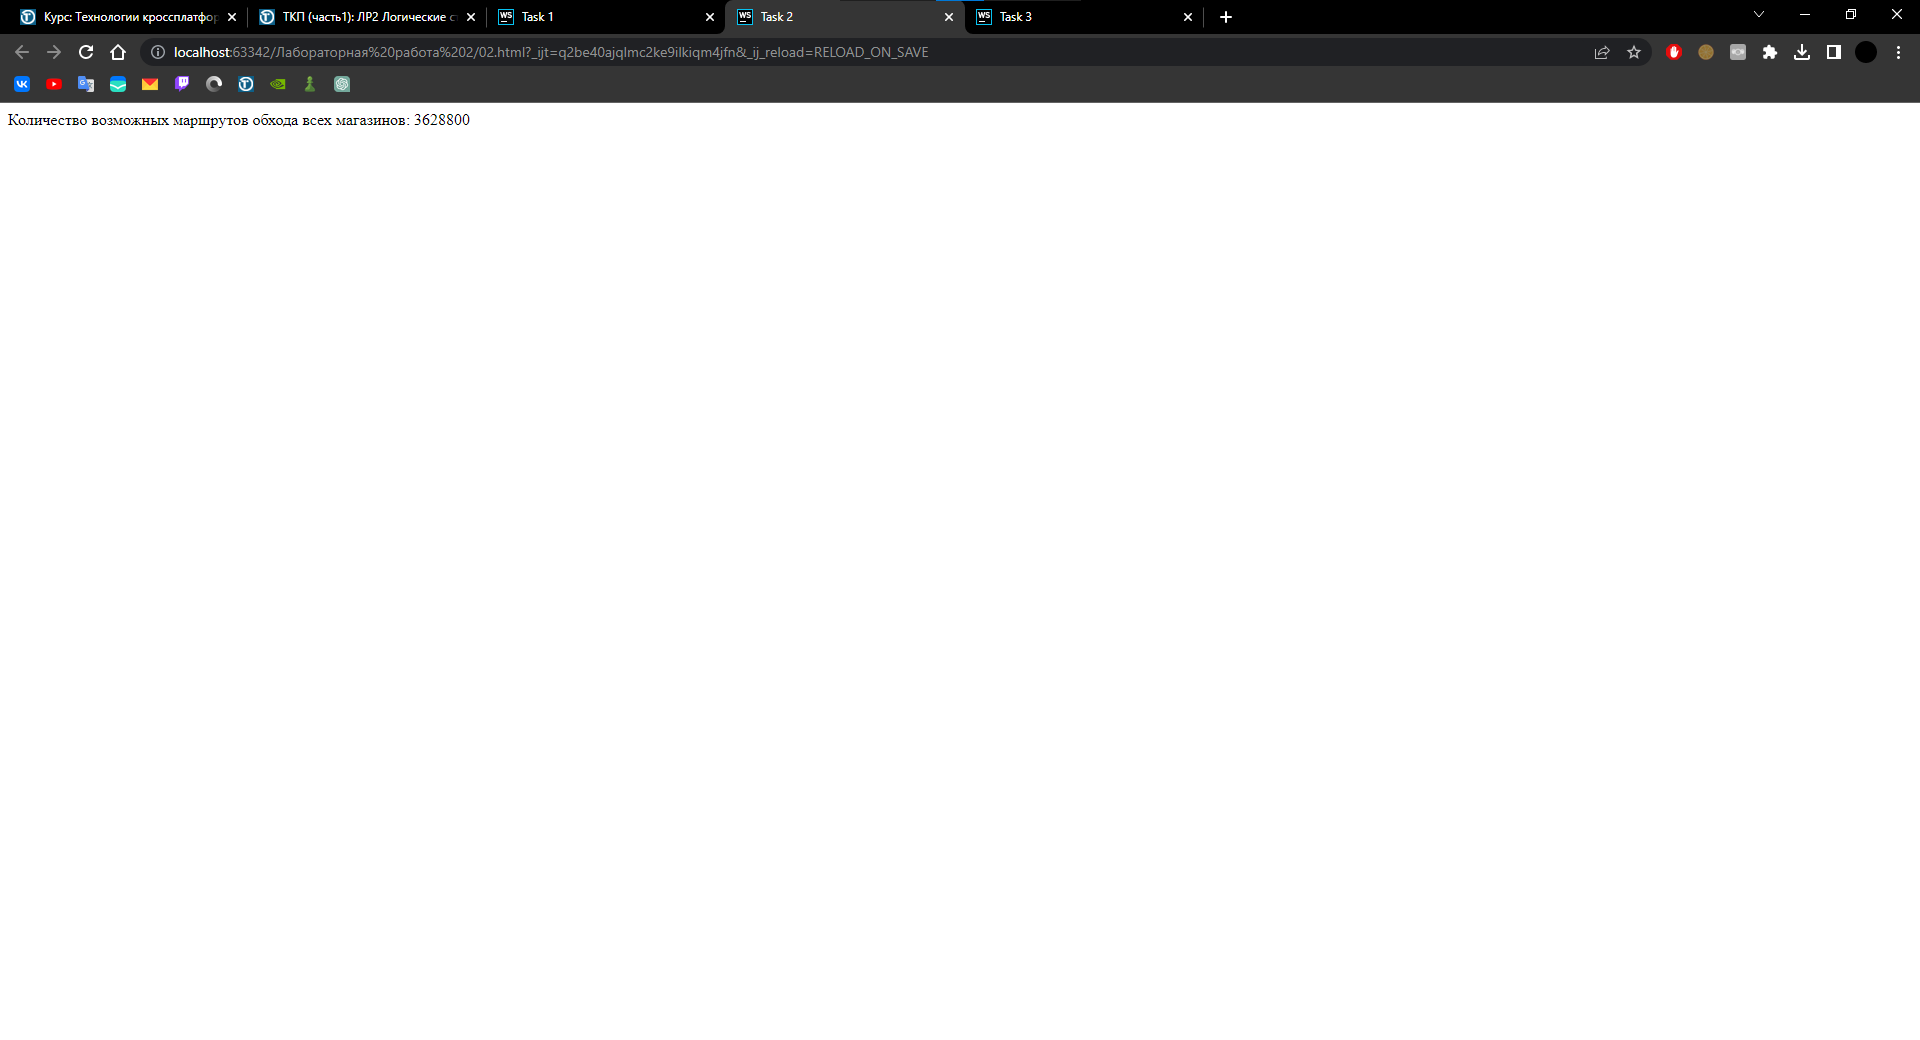 Курс: Технологии кроссплатфор
ТКП (часть1): ЛР2 Логические ст
Task 1
Task 2
Task 3
localhost:63342/Лабораторная%20работа%202/02.html?_ijt=q2be40ajqlmc2ke9ilkiqm4jfn&_ij_reload=RELOAD_ON_SAVE
Количество возможных маршрутов обхода всех магазинов: 3628800